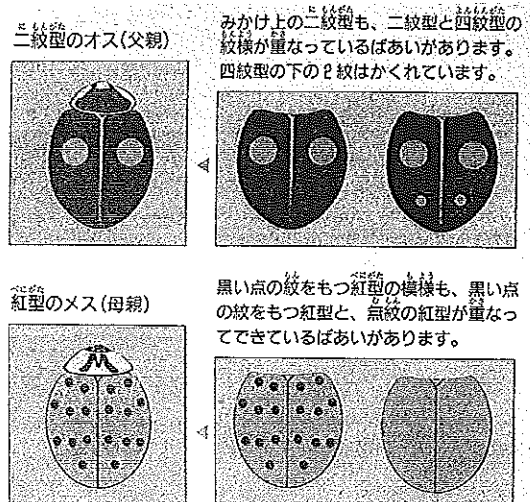 二紋型のオス(父親)
みかけ上の二紋型も、二紋型と四紋型の
紋様が重なっているばあいがあります。
四紋型の下の2紋はかくれています。
紅型のメス(母親)
黒い点の紋をもつ紅型の模様も、黒い点
の紋をもつ紅型と、無紋の紅型が重なっ
てできているばあいがあります。